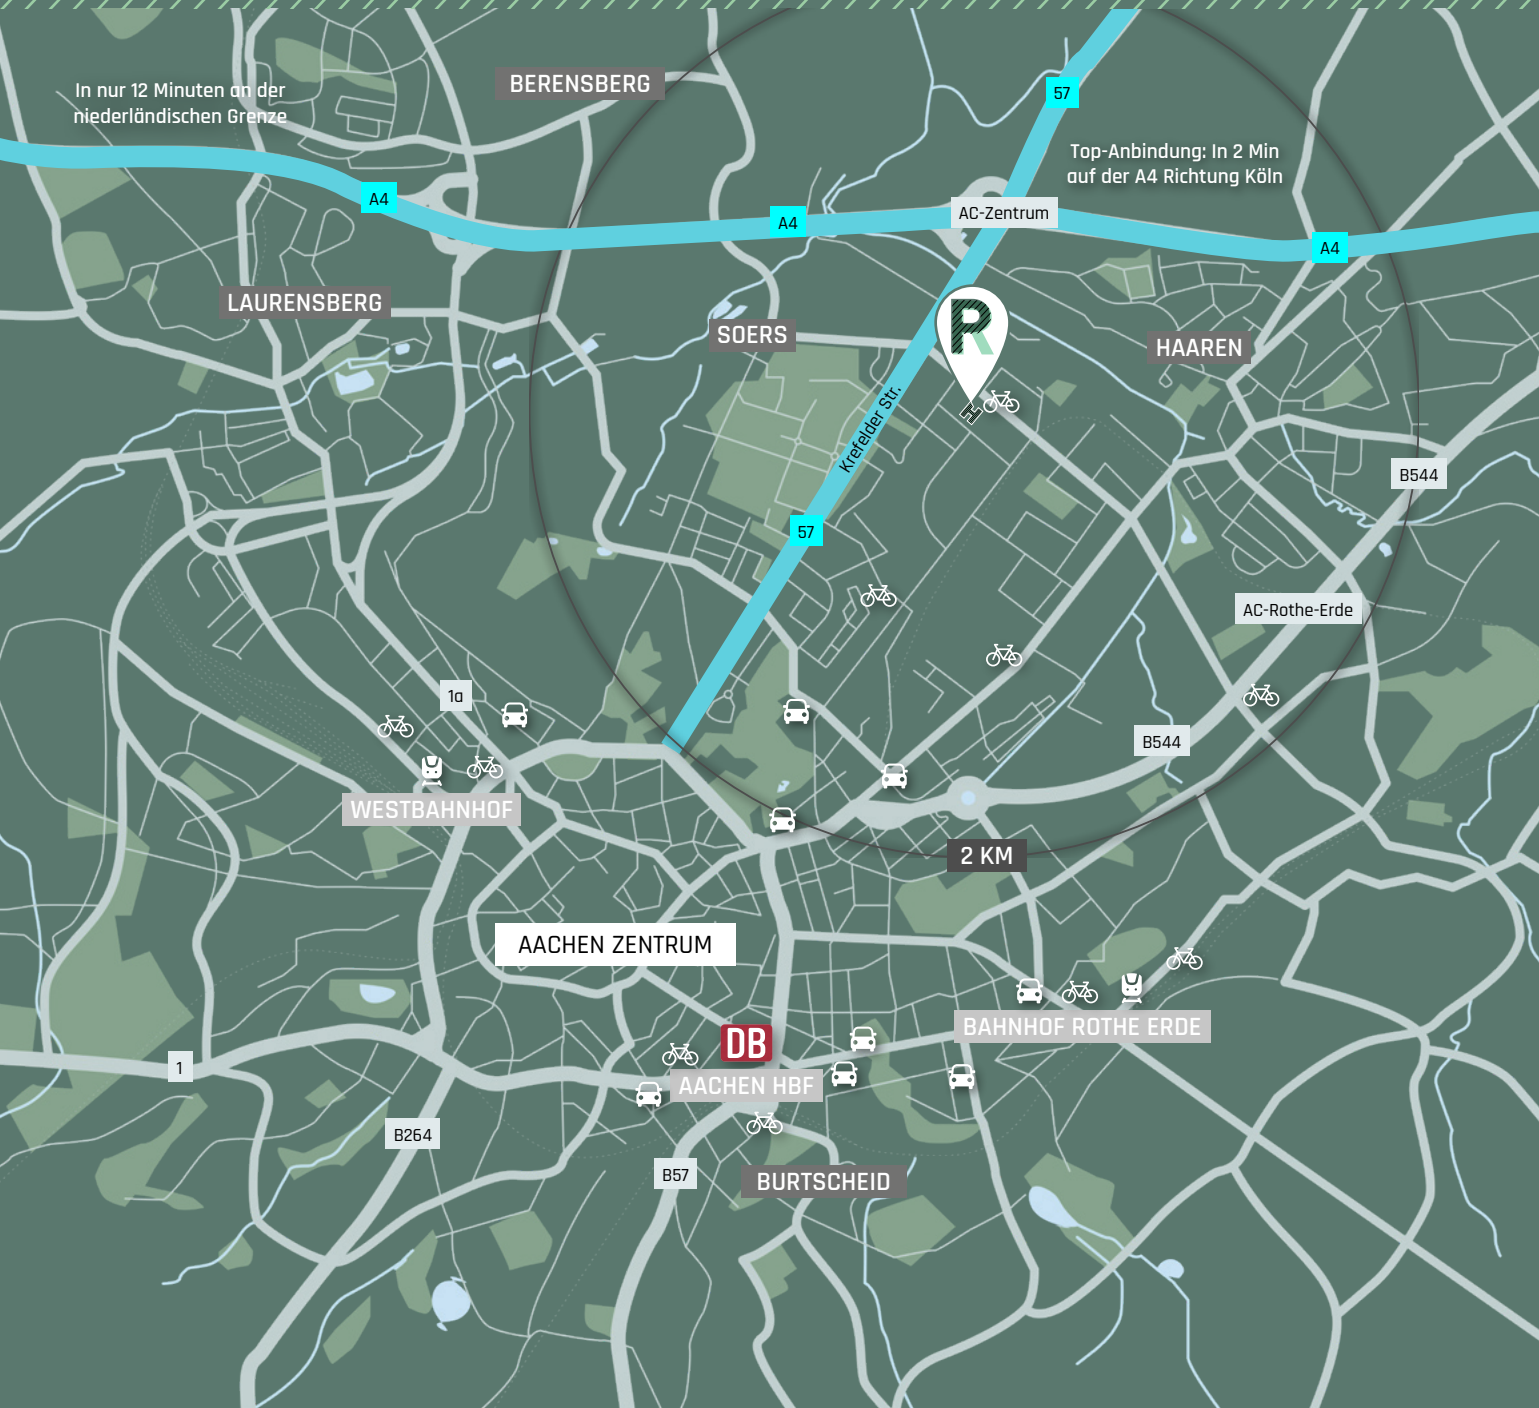 BERENSBERG
In nur 12 Minuten an der
niederländischen Grenze
57
Top-Anbindung: In 2 Min
auf der A4 Richtung Köln
A4
A4
AC-Zentrum
A4
LAURENSBERG
R
SOERS
HAAREN
H
Krefelder Str.
B544
57
AC-Rothe-Erde
1a
B544
WESTBAHNHOF
2 KM
AACHEN ZENTRUM
BAHNHOF ROTHE ERDE
DB
1
AACHEN HBF
B264
B57
BURTSCHEID